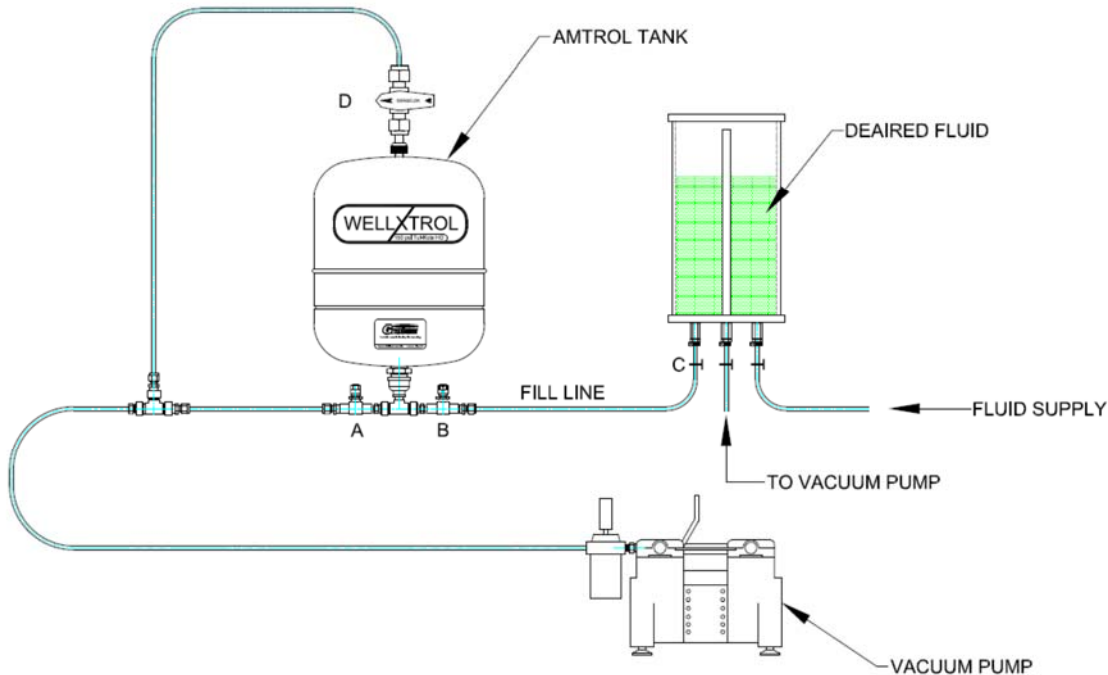 AMTROL TANK
D
DEAIRED FLUID
WELLXTROL
C
FILL LINE
A
B
FLUID SUPPLY
TO VACUUM PUMP
VACUUM PUMP